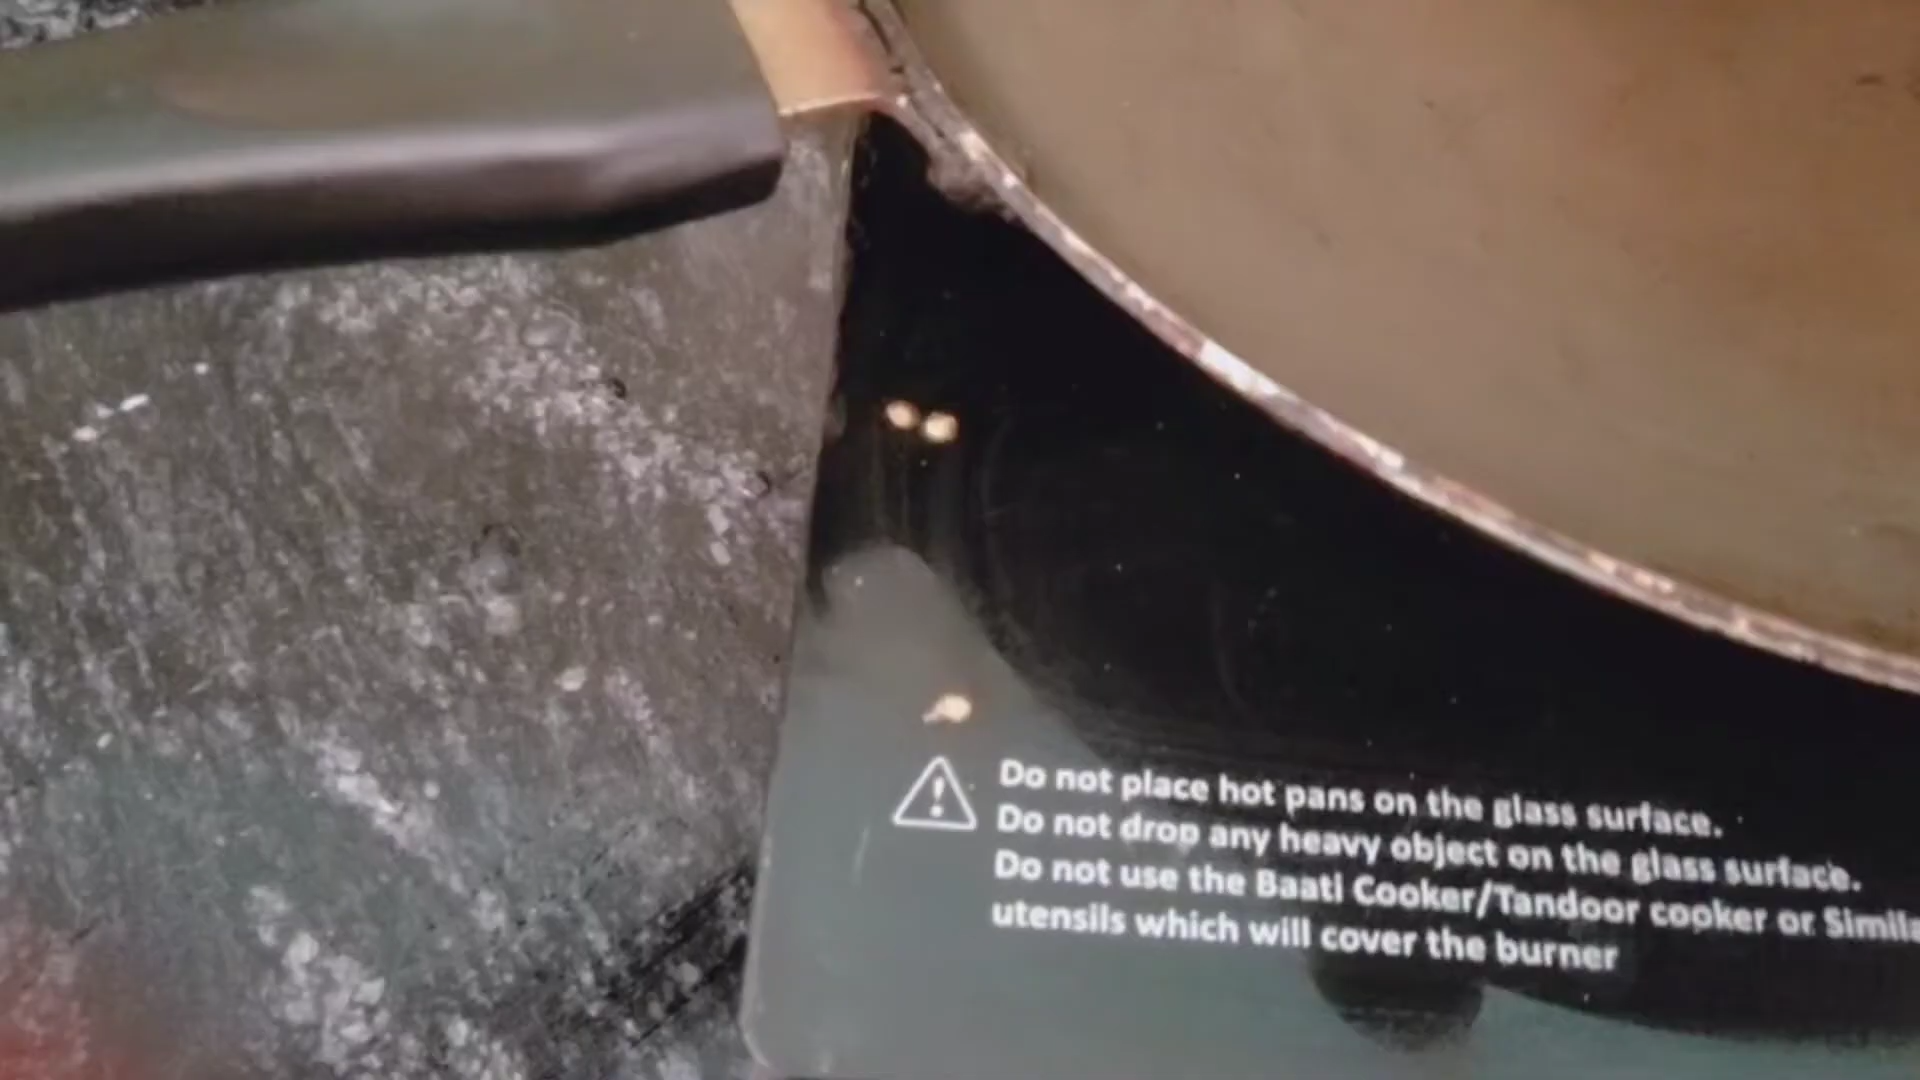 Do not place hot pans on the glass surface.
Do not drop any heavy object on the glass surface.
Do not use the Baati Cooker/Tandoor cooker or
utensils which will cover the burner